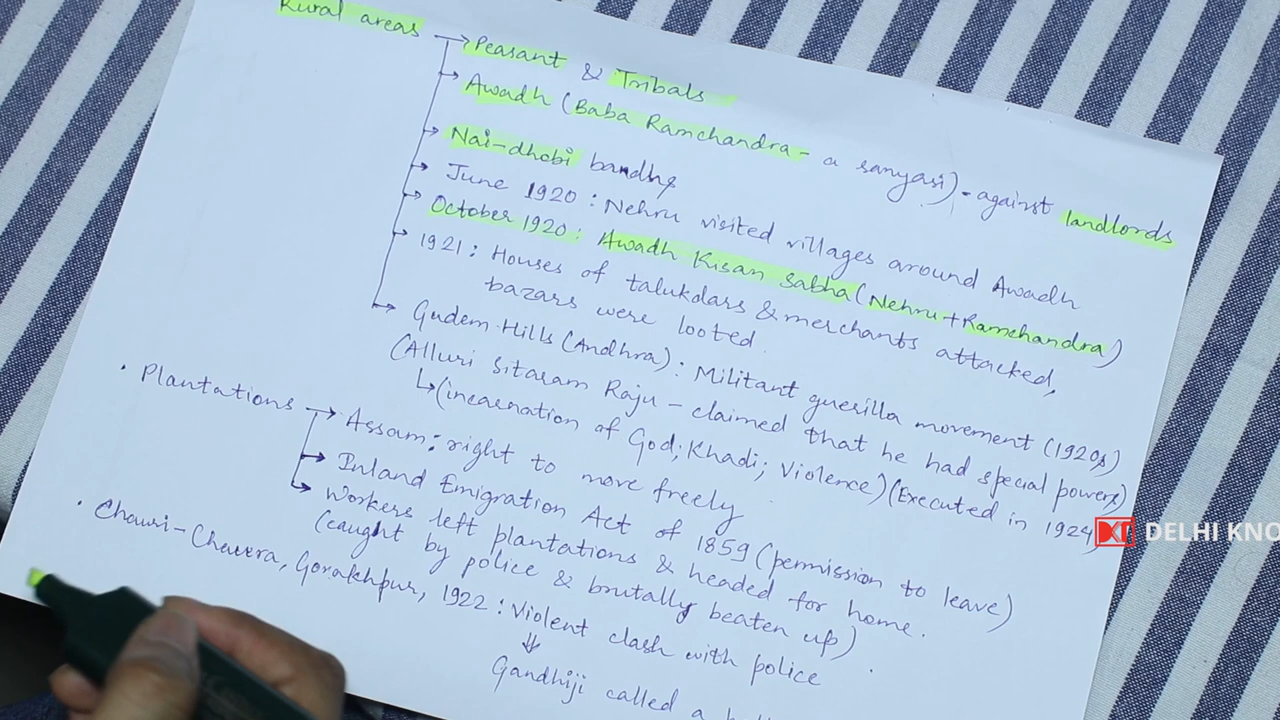 Rural areas → Peasant & Tribals
→ Awadh (Baba Ramchandra - a sanyasi) - against landlords
→ Nai-dhobi bandhs
→ June 1920 : Nehru visited villages around Awadh
→ October 1920 : Awadh Kisan Sabha (Nehru + Ramchandra)
→ 1921 : Houses of talukdars & merchants attacked,
bazars were looted.
→ Gudem Hills (Andhra) : Militant guerilla movement (1920s)
(Alluri Sitaram Raju - claimed that he had special powers)
↳ (incarnation of God; Khadi; Violence) (Executed in 1924)
• Plantations → Assam : right to move freely
→ Inland Emigration Act of 1859 (permission to leave)
→ Workers left plantations & headed for home.
(caught by police & brutally beaten up)
• Chauri-Chaura, Gorakhpur, 1922 : Violent clash with police
⇓
Gandhiji called a
DELHI KNO